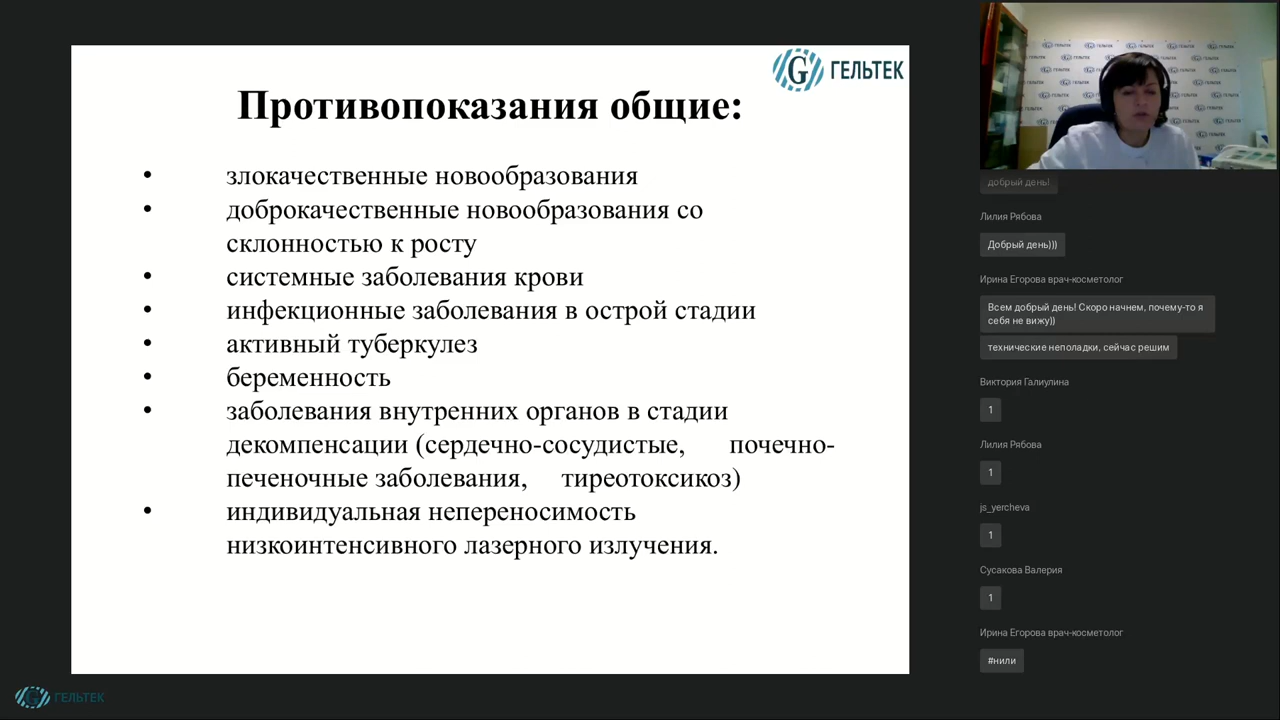 ГЕЛЬТЕК
Противопоказания общие:
• злокачественные новообразования
• доброкачественные новообразования со
склонностью к росту
• системные заболевания крови
• инфекционные заболевания в острой стадии
• активный туберкулез
• беременность
• заболевания внутренних органов в стадии
декомпенсации (сердечно-сосудистые, почечно-
печеночные заболевания, тиреотоксикоз)
• индивидуальная непереносимость
низкоинтенсивного лазерного излучения.
ГЕЛЬТЕК
добрый день!
Лилия Рябова
Добрый день)))
Ирина Егорова врач-косметолог
Всем добрый день! Скоро начнем, почему-то я
себя не вижу))
технические неполадки, сейчас решим
Виктория Галиулина
1
Лилия Рябова
1
js_yercheva
1
Сусакова Валерия
1
Ирина Егорова врач-косметолог
#нили